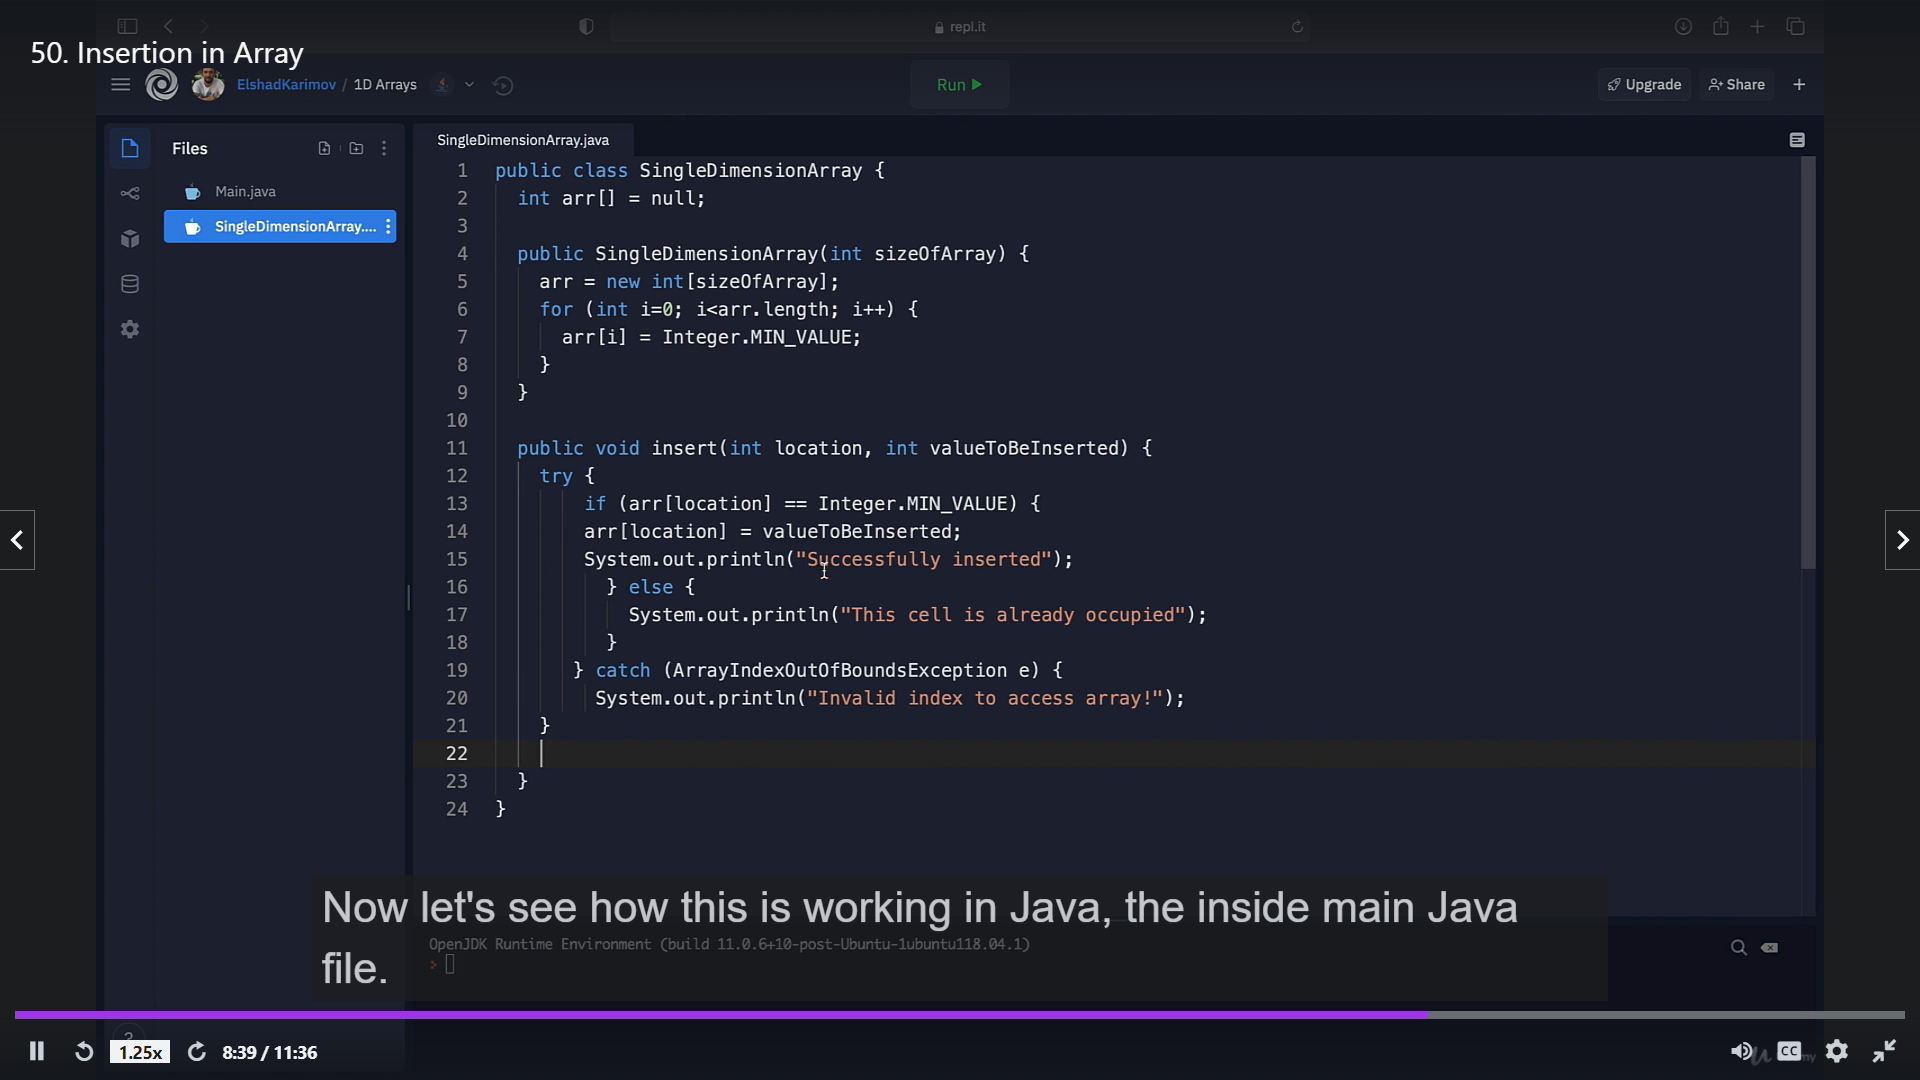 repl.it
50. Insertion in Array
ElshadKarimov / 1D Arrays
Run
Upgrade
Share
Files
SingleDimensionArray.java
Main.java
SingleDimensionArray....
1 public class SingleDimensionArray {
2 int arr[] = null;
3
4 public SingleDimensionArray(int sizeOfArray) {
5 arr = new int[sizeOfArray];
6 for (int i=0; i<arr.length; i++) {
7 arr[i] = Integer.MIN_VALUE;
8 }
9 }
10
11 public void insert(int location, int valueToBeInserted) {
12 try {
13 if (arr[location] == Integer.MIN_VALUE) {
14 arr[location] = valueToBeInserted;
15 System.out.println("Successfully inserted");
16 } else {
17 System.out.println("This cell is already occupied");
18 }
19 } catch (ArrayIndexOutOfBoundsException e) {
20 System.out.println("Invalid index to access array!");
21 }
22
23 }
24 }
Now let's see how this is working in Java, the inside main Java
OpenJDK Runtime Environment (build 11.0.6+10-post-Ubuntu-1ubuntu118.04.1)
file.
1.25x
8:39 / 11:36
CC